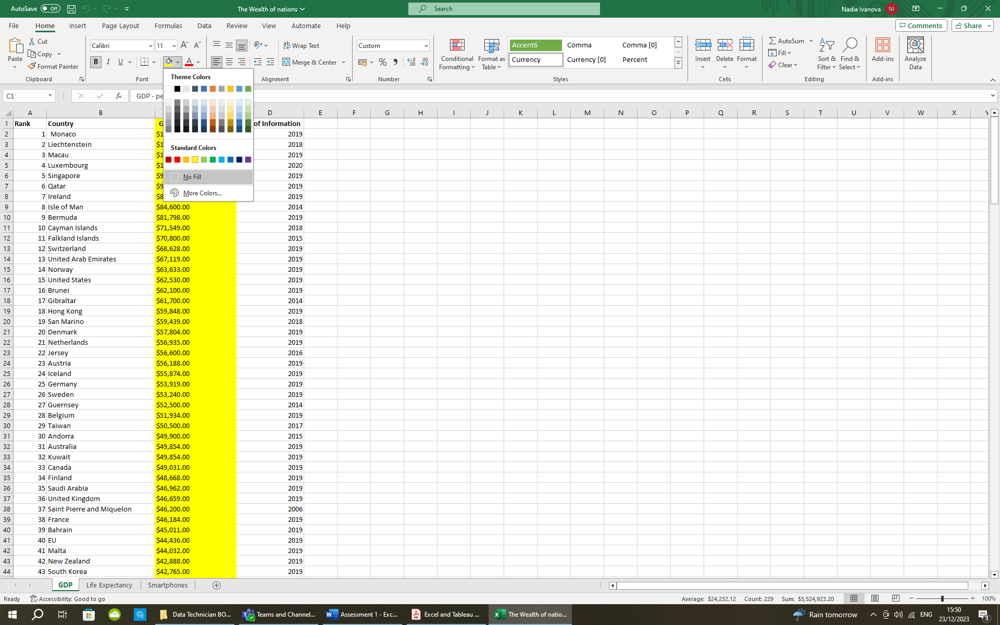 AutoSave Off The Wealth of nations Search Nadia Ivanova NI
File Home Insert Page Layout Formulas Data Review View Automate Help Comments Share
Paste Cut Copy Format Painter Clipboard
Calibri 11 A A B I U A Font
ab Wrap Text Merge & Center Alignment
Custom % Number
Conditional Formatting Format as Table
Accent6 Comma Comma [0]
Currency Currency [0] Percent
Styles
Insert Delete Format Cells
AutoSum Fill Clear Sort & Filter Find & Select Editing
Add-ins Add-ins
Analyze Data
C1 fx GDP - pe
Theme Colors
Standard Colors
No Fill
More Colors...
A B D E F G H I J K L M N O P Q R S T U V W X Y
1 Rank Country G of Information
2 1 Monaco $1 2019
3 2 Liechtenstein $1 2018
4 3 Macau $1 2019
5 4 Luxembourg $1 2020
6 5 Singapore $9 2019
7 6 Qatar $9 2019
8 7 Ireland $8 2019
9 8 Isle of Man $84,600.00 2014
10 9 Bermuda $81,798.00 2019
11 10 Cayman Islands $71,549.00 2018
12 11 Falkland Islands $70,800.00 2015
13 12 Switzerland $68,628.00 2019
14 13 United Arab Emirates $67,119.00 2019
15 14 Norway $63,633.00 2019
16 15 United States $62,530.00 2019
17 16 Brunei $62,100.00 2019
18 17 Gibraltar $61,700.00 2014
19 18 Hong Kong $59,848.00 2019
20 19 San Marino $59,439.00 2018
21 20 Denmark $57,804.00 2019
22 21 Netherlands $56,935.00 2019
23 22 Jersey $56,600.00 2016
24 23 Austria $56,188.00 2019
25 24 Iceland $55,874.00 2019
26 25 Germany $53,919.00 2019
27 26 Sweden $53,240.00 2019
28 27 Guernsey $52,500.00 2014
29 28 Belgium $51,934.00 2019
30 29 Taiwan $50,500.00 2017
31 30 Andorra $49,900.00 2015
32 31 Australia $49,854.00 2019
33 32 Kuwait $49,854.00 2019
34 33 Canada $49,031.00 2019
35 34 Finland $48,668.00 2019
36 35 Saudi Arabia $46,962.00 2019
37 36 United Kingdom $46,659.00 2019
38 37 Saint Pierre and Miquelon $46,200.00 2006
39 38 France $46,184.00 2019
40 39 Bahrain $45,011.00 2019
41 40 EU $44,436.00 2019
42 41 Malta $44,032.00 2019
43 42 New Zealand $42,888.00 2019
44 43 South Korea $42,765.00 2019
GDP Life Expectancy Smartphones
Ready Accessibility: Good to go Average: $24,232.12 Count: 229 Sum: $5,524,923.20 100%
Data Technician BO... Teams and Channel... Assessment 1 - Exc... Excel and Tableau ... The Wealth of natio... Rain tomorrow ENG 15:50
23/12/2023 3